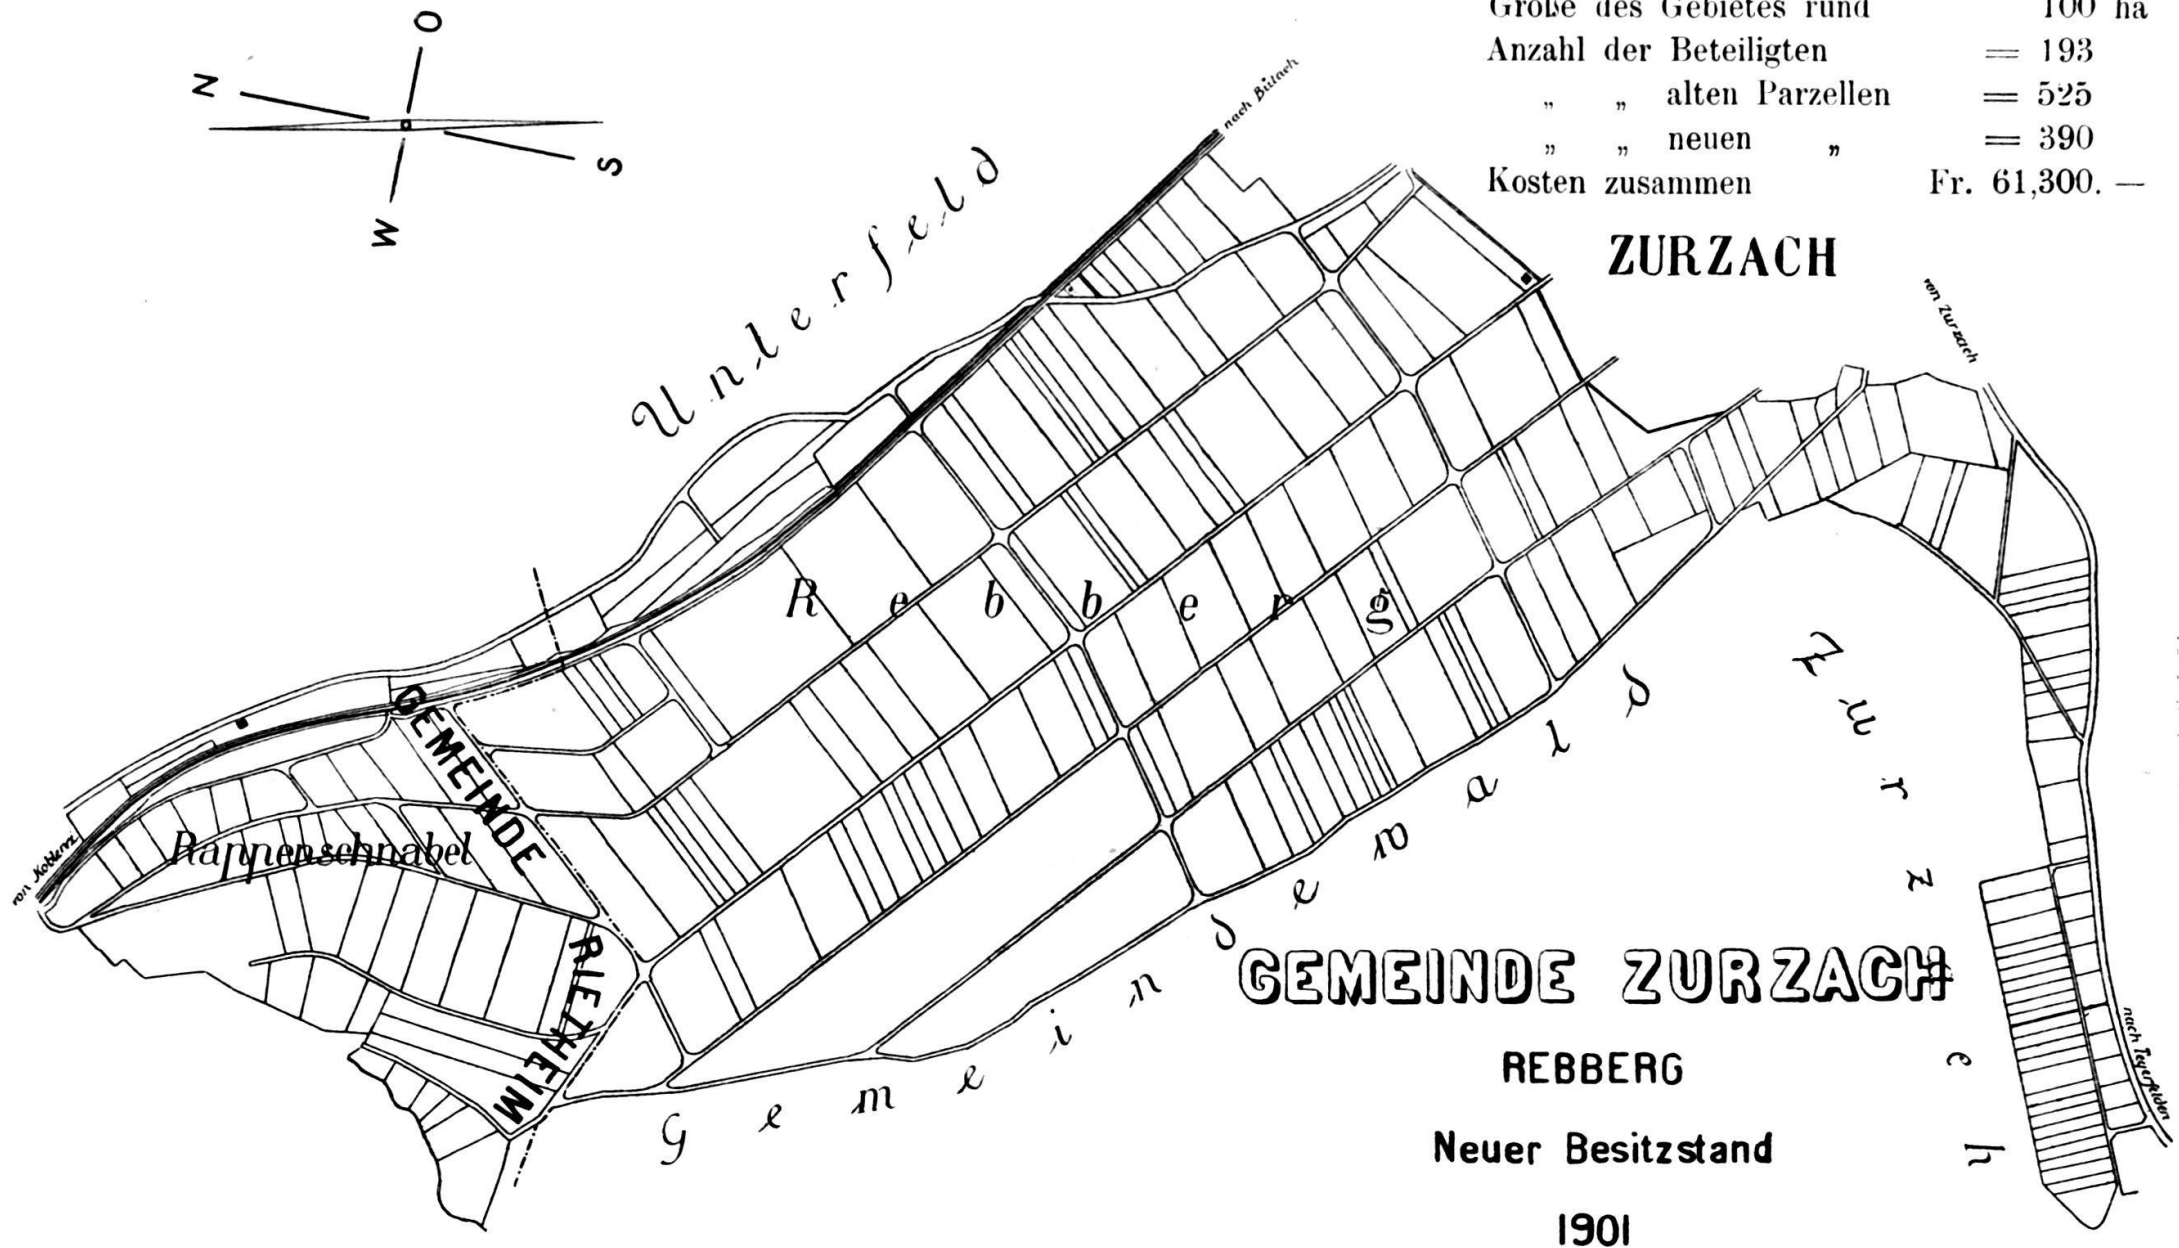 Größe des Gebietes rund 100 ha
Anzahl der Beteiligten = 193
„ „ alten Parzellen = 525
„ „ neuen „ = 390
Kosten zusammen Fr. 61,300. —
O
N
S
W
nach Bülach
Unterfeld
ZURZACH
von Zurzach
Rebberg
GEMEINDE RIETHEIM
Rappenschnabel
von Koblenz
Gemeindewald Zurzach
GEMEINDE ZURZACH
REBBERG
Neuer Besitzstand
1901
nach Tegerfelden